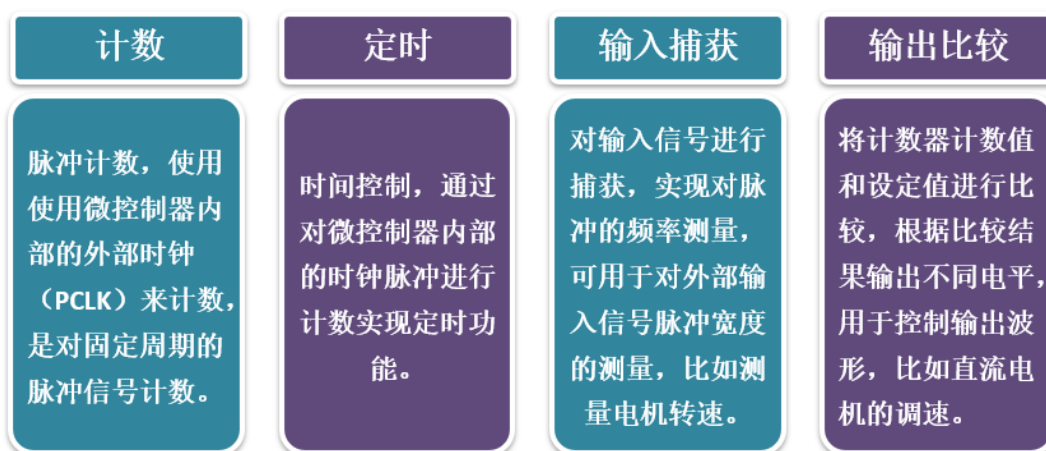 计数
脉冲计数，使用
使用微控制器内
部的外部时钟
（PCLK）来计数，
是对固定周期的
脉冲信号计数。
定时
时间控制，通过
对微控制器内部
的时钟脉冲进行
计数实现定时功
能。
输入捕获
对输入信号进行
捕获，实现对脉
冲的频率测量，
可用于对外部输
入信号脉冲宽度
的测量，比如测
量电机转速。
输出比较
将计数器计数值
和设定值进行比
较，根据比较结
果输出不同电平，
用于控制输出波
形，比如直流电
机的调速。